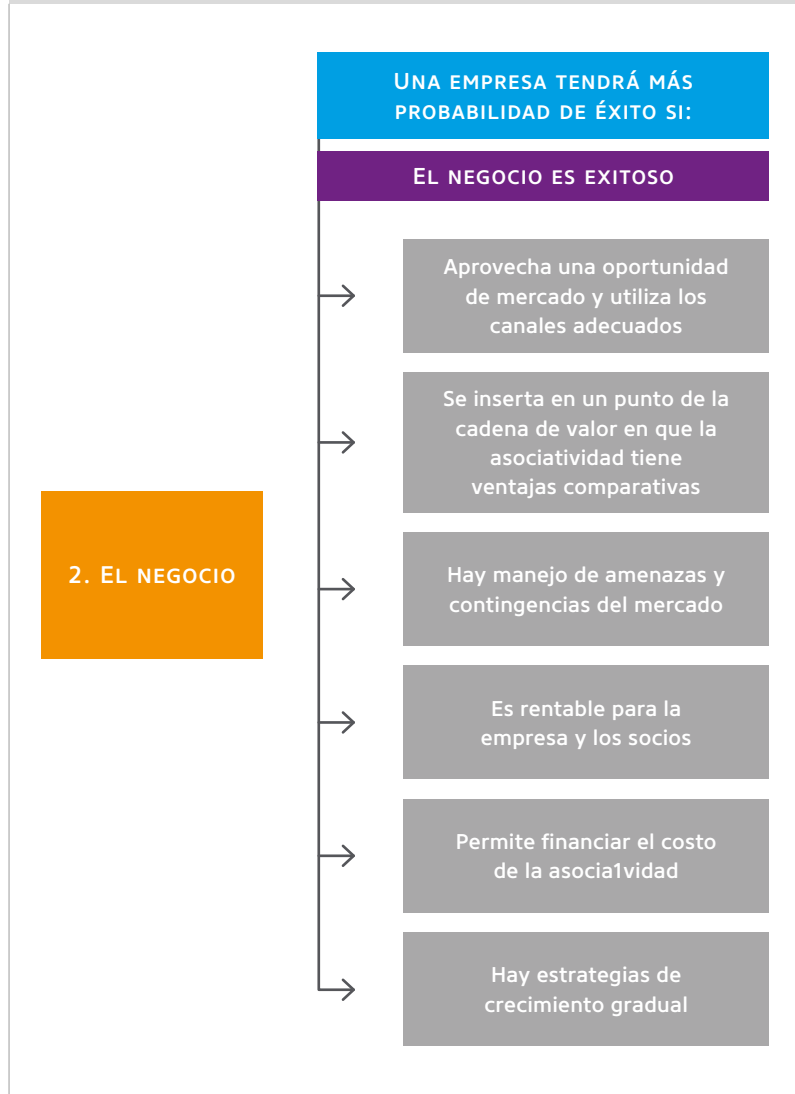 UNA EMPRESA TENDRÁ MÁS
PROBABILIDAD DE ÉXITO SI:
EL NEGOCIO ES EXITOSO
Aprovecha una oportunidad
de mercado y utiliza los
canales adecuados
Se inserta en un punto de la
cadena de valor en que la
asociatividad tiene
ventajas comparativas
2. EL NEGOCIO
Hay manejo de amenazas y
contingencias del mercado
Es rentable para la
empresa y los socios
Permite financiar el costo
de la asocia1vidad
Hay estrategias de
crecimiento gradual